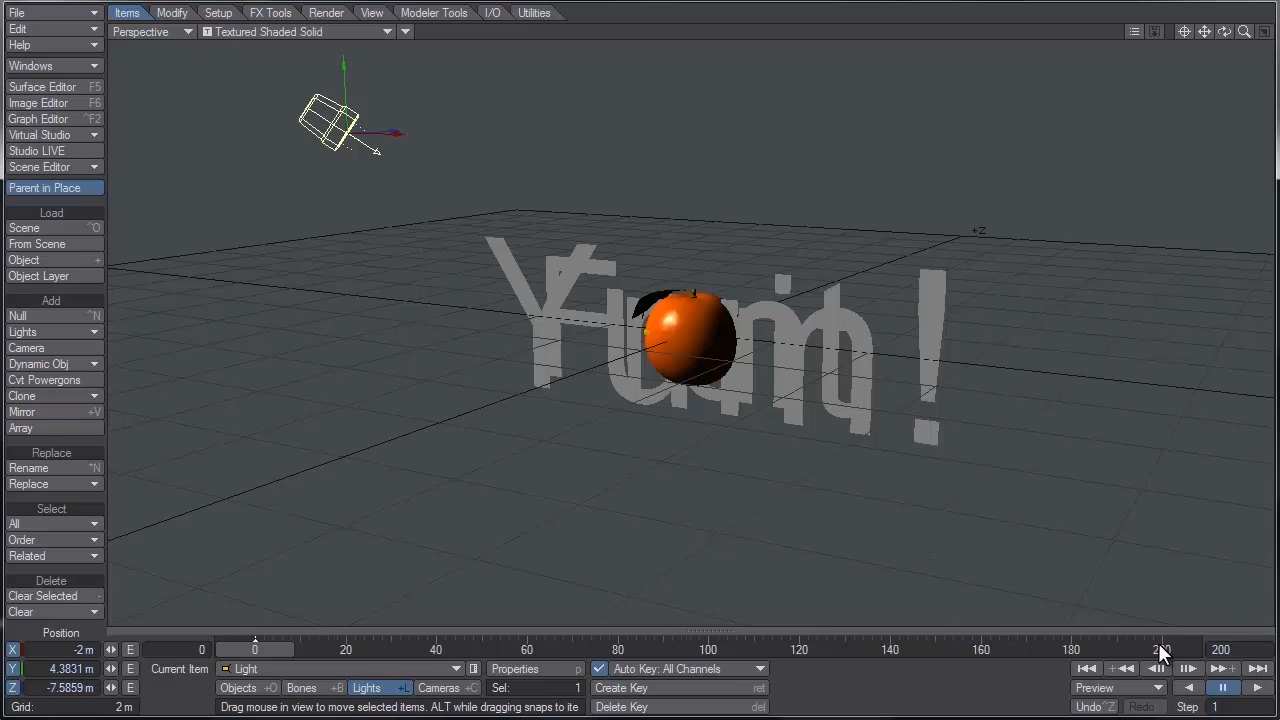 File Items Modify Setup FX Tools Render View Modeler Tools I/O Utilities
Edit Perspective T Textured Shaded Solid
Help
Windows
Surface Editor F5
Image Editor F6
Graph Editor ^F2
Virtual Studio
Studio LIVE
Scene Editor
Parent in Place
Load
Scene ^O
From Scene
Object +
Object Layer
Add
Null ^N
Lights
Camera
Dynamic Obj
Cvt Powergons
Clone
Mirror +V
Array
Replace
Rename ^N
Replace
Select
All
Order
Related
Delete
Clear Selected -
Clear
+Z
Position
X -2 m E 0 0 20 40 60 80 100 120 140 160 180 200 200
Y 4.3831 m E Current Item Light Properties p Auto Key: All Channels
Z -7.5859 m E Objects +O Bones +B Lights +L Cameras +C Sel: 1 Create Key ret Preview
Grid: 2 m Drag mouse in view to move selected items. ALT while dragging snaps to ite Delete Key del Undo ^Z Redo Step 1